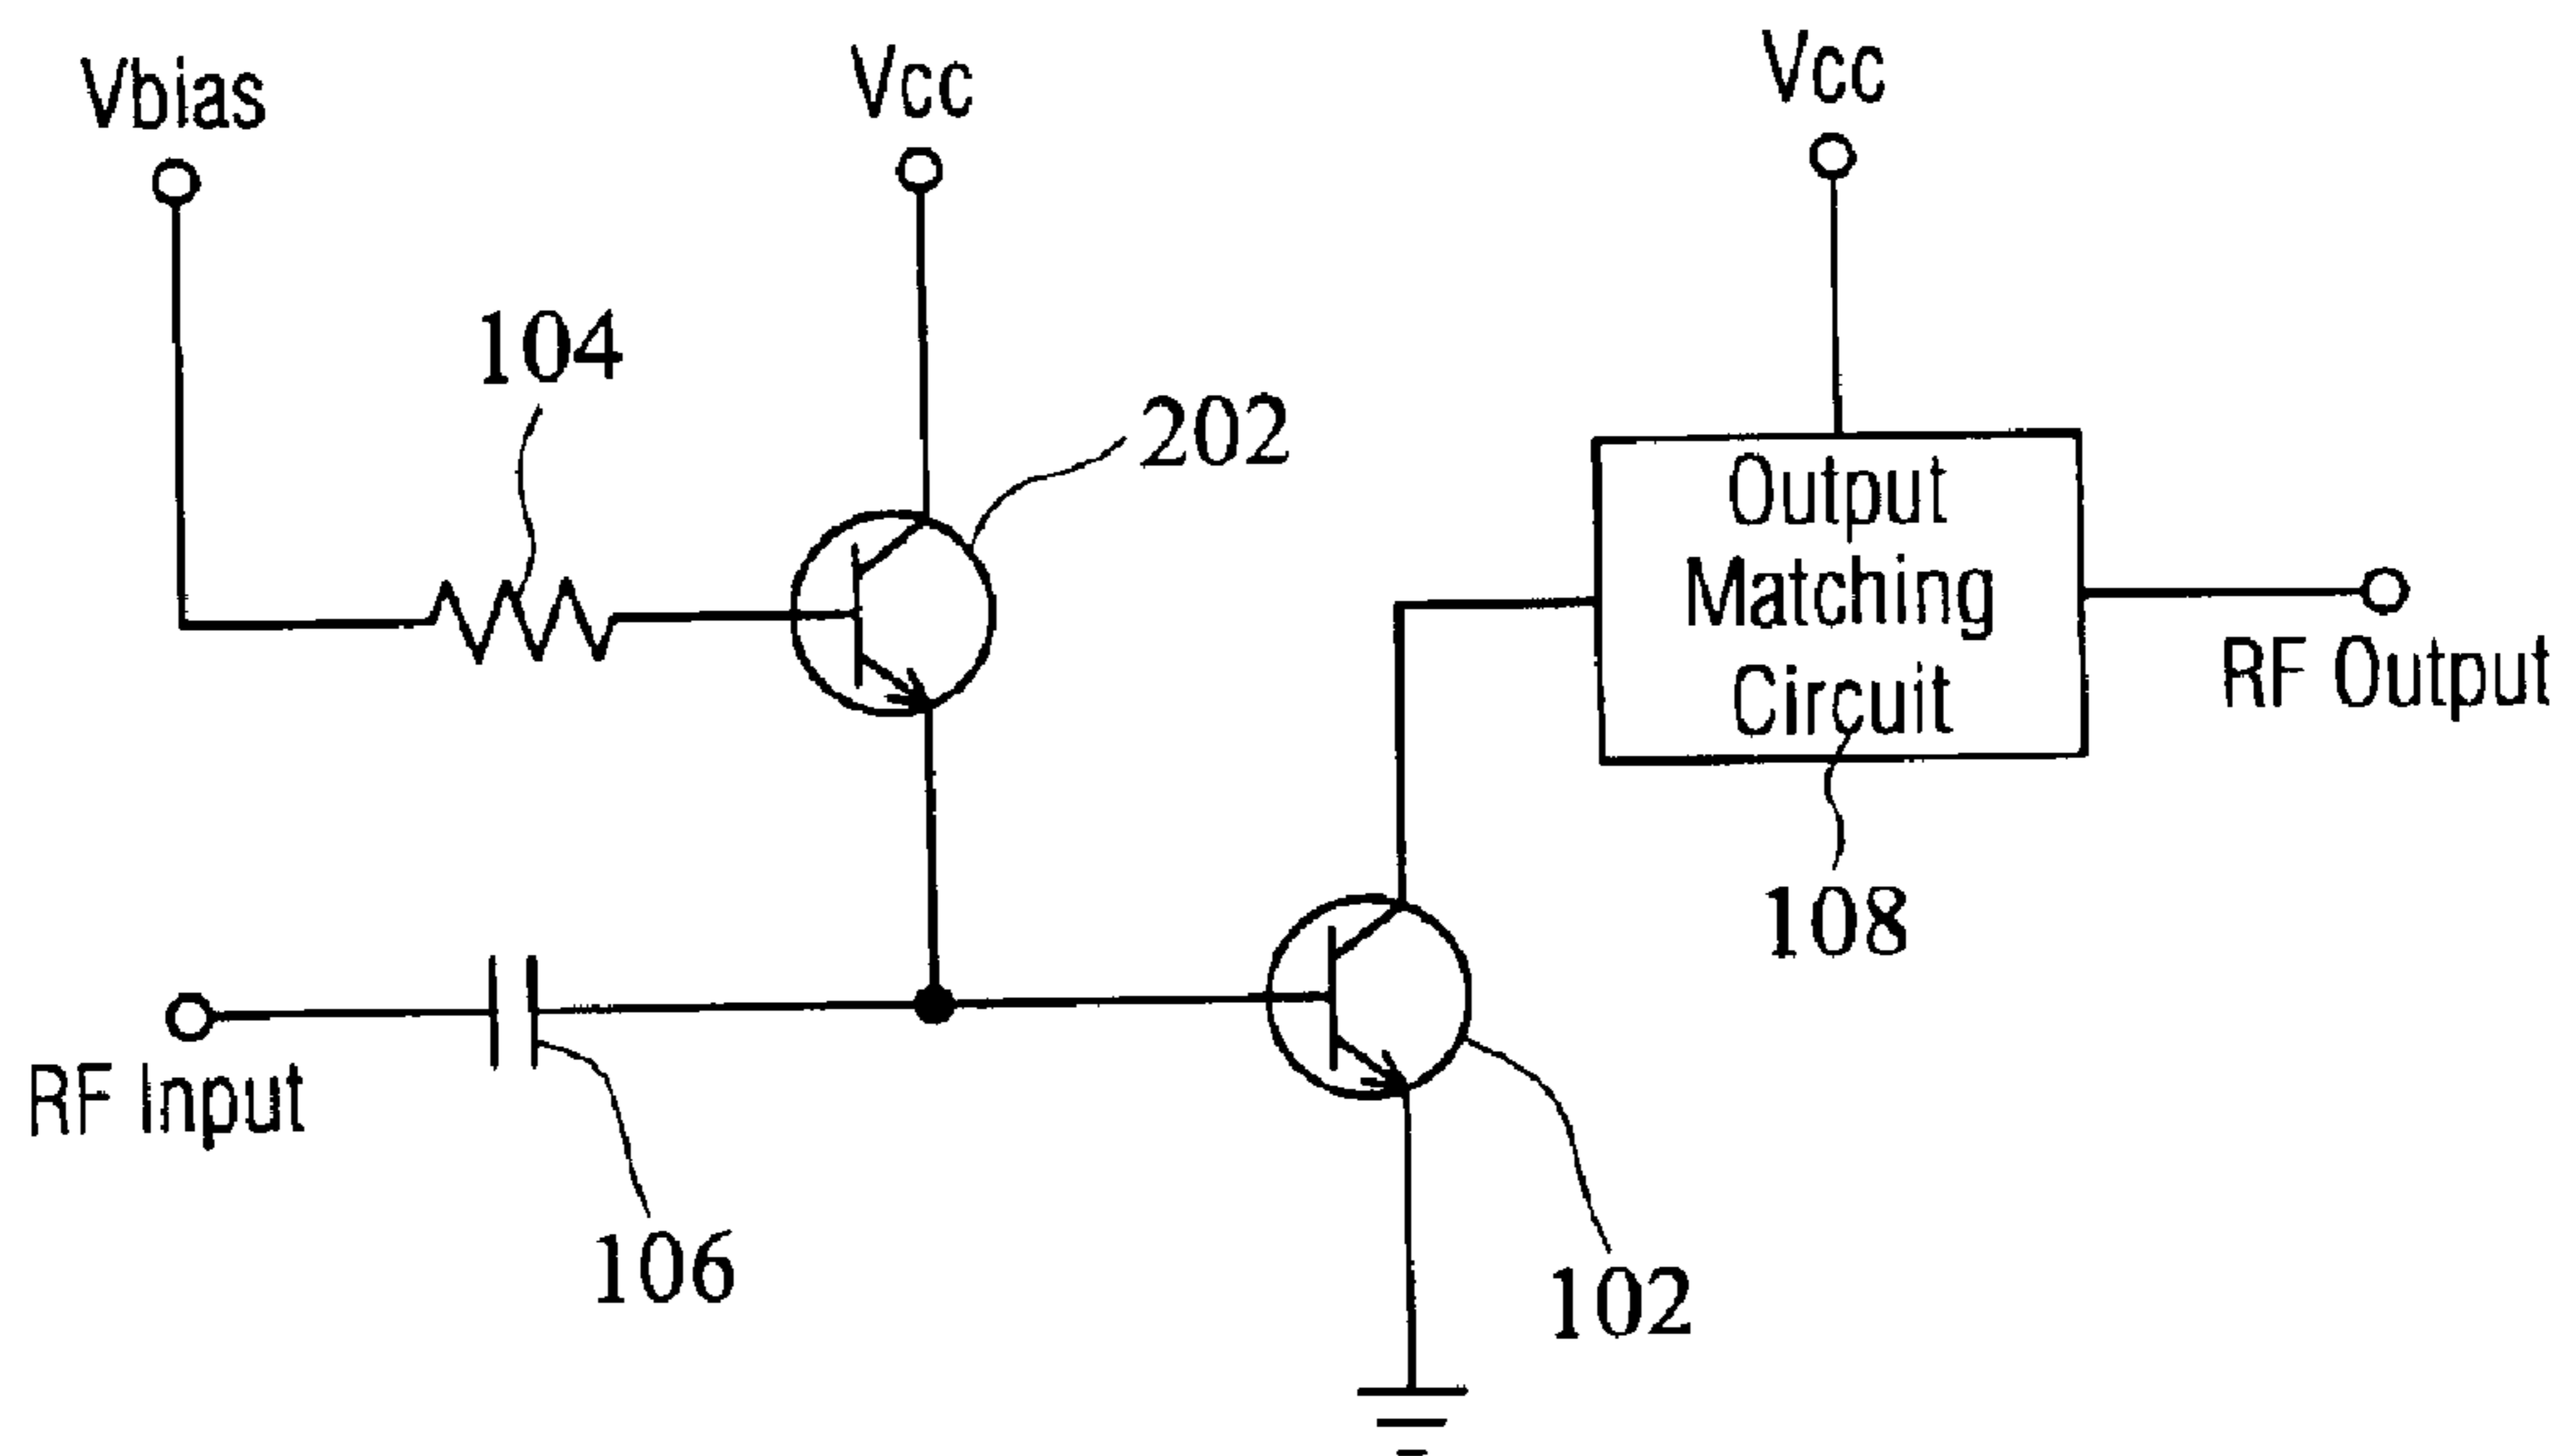 Vbias
Vcc
Vcc
104
202
Output
Matching
Circuit
RF Output
108
RF Input
106
102